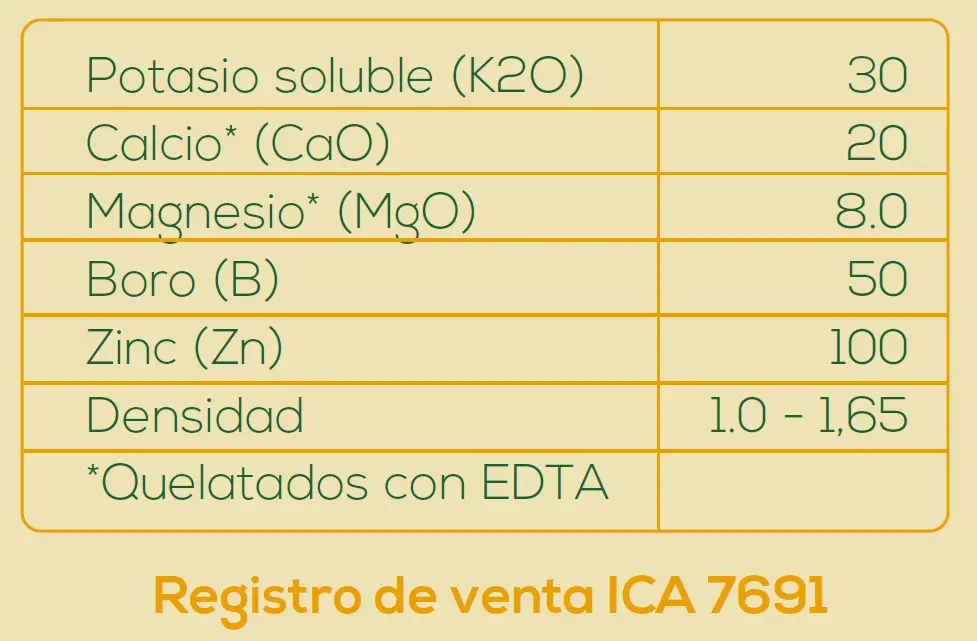 Potasio soluble (K2O) 30
Calcio* (CaO) 20
Magnesio* (MgO) 8.0
Boro (B) 50
Zinc (Zn) 100
Densidad 1.0 - 1,65
*Quelatados con EDTA
Registro de venta ICA 7691